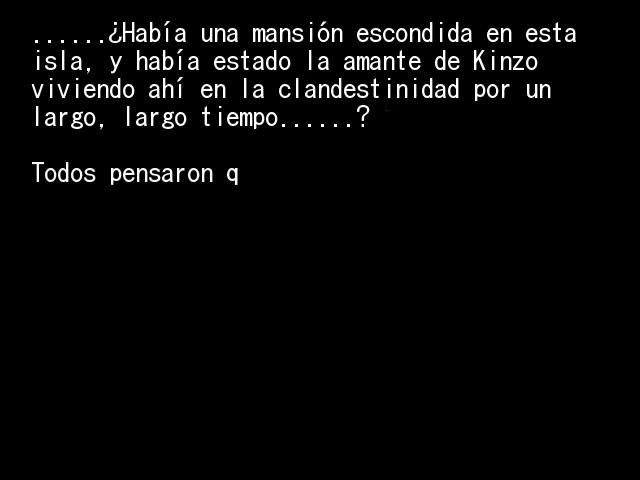 ......¿Había una mansión escondida en esta
isla, y había estado la amante de Kinzo
viviendo ahí en la clandestinidad por un
largo, largo tiempo......?
Todos pensaron q